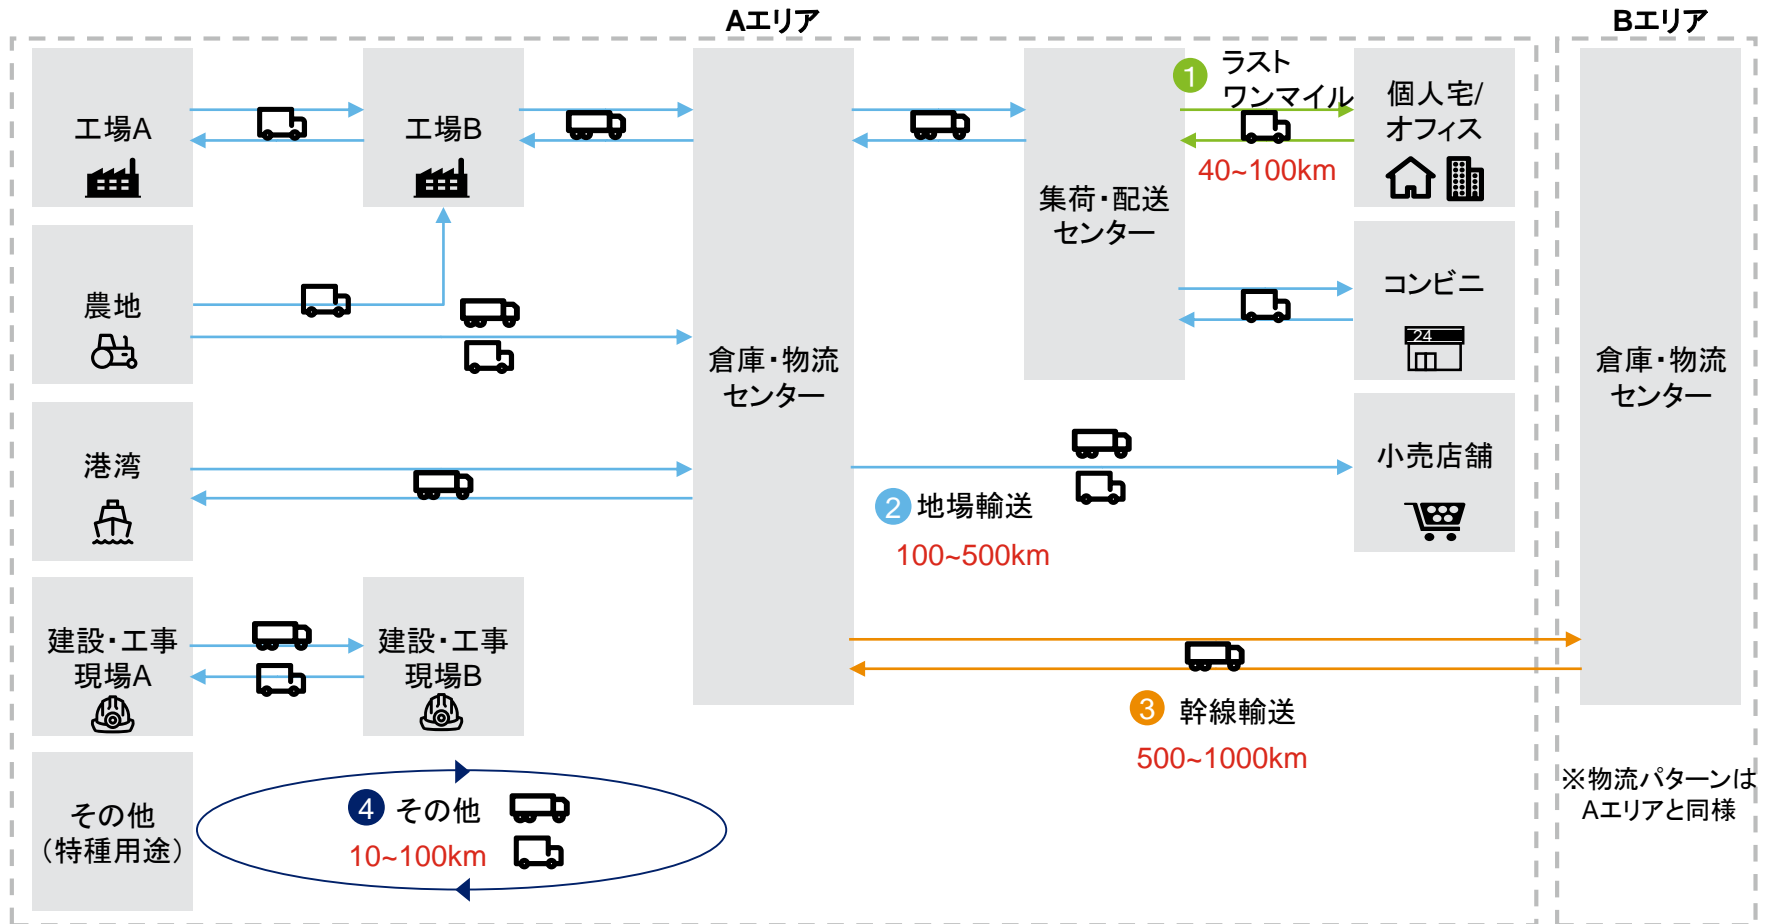 Aエリア
Bエリア
工場A
工場B
倉庫・物流
センター
集荷・配送
センター
1
ラスト
ワンマイル
40~100km
個人宅/
オフィス
農地
コンビニ
24
倉庫・物流
センター
港湾
小売店舗
2
地場輸送
100~500km
建設・工事
現場A
建設・工事
現場B
3
幹線輸送
500~1000km
その他
（特種用途）
4
その他
10~100km
※物流パターンは
Aエリアと同様